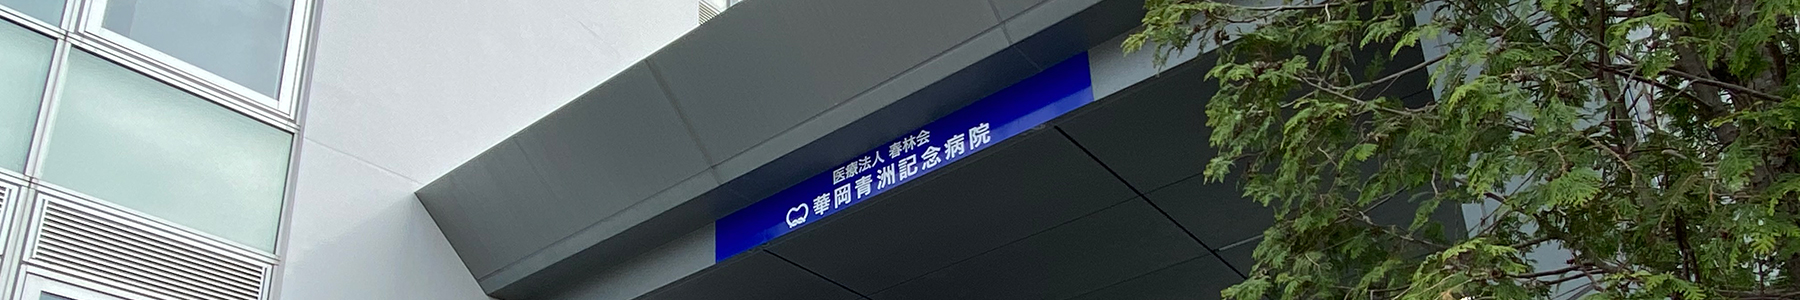 医療法人 春林会
華岡青洲記念病院